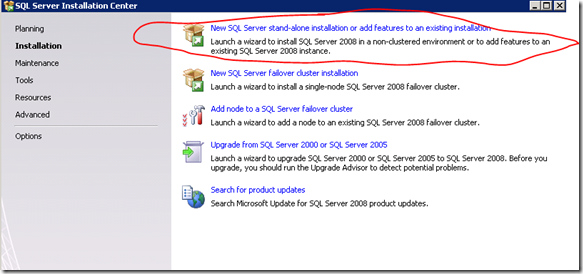 SQL Server Installation Center
Planning
Installation
Maintenance
Tools
Resources
Advanced
Options
New SQL Server stand-alone installation or add features to an existing installation
Launch a wizard to install SQL Server 2008 in a non-clustered environment or to add features to an
existing SQL Server 2008 instance.
New SQL Server failover cluster installation
Launch a wizard to install a single-node SQL Server 2008 failover cluster.
Add node to a SQL Server failover cluster
Launch a wizard to add a node to an existing SQL Server 2008 failover cluster.
Upgrade from SQL Server 2000 or SQL Server 2005
Launch a wizard to upgrade SQL Server 2000 or SQL Server 2005 to SQL Server 2008. Before you
upgrade, you should run the Upgrade Advisor to detect potential problems.
Search for product updates
Search Microsoft Update for SQL Server 2008 product updates.